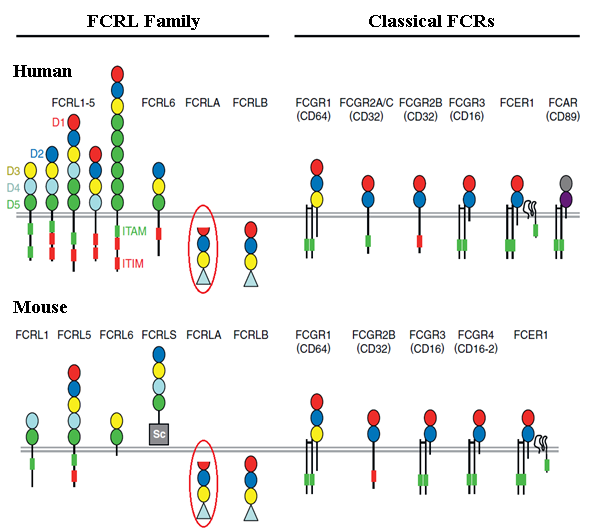 FCRL Family
Classical FCRs
Human
FCRL1-5
FCRL6
FCRLA
FCRLB
FCGR1
(CD64)
FCGR2A/C
(CD32)
FCGR2B
(CD32)
FCGR3
(CD16)
FCER1
FCAR
(CD89)
D1
D2
D3
D4
D5
ITAM
ITIM
Mouse
FCRL1
FCRL5
FCRL6
FCRLS
FCRLA
FCRLB
FCGR1
(CD64)
FCGR2B
(CD32)
FCGR3
(CD16)
FCGR4
(CD16-2)
FCER1
Sc